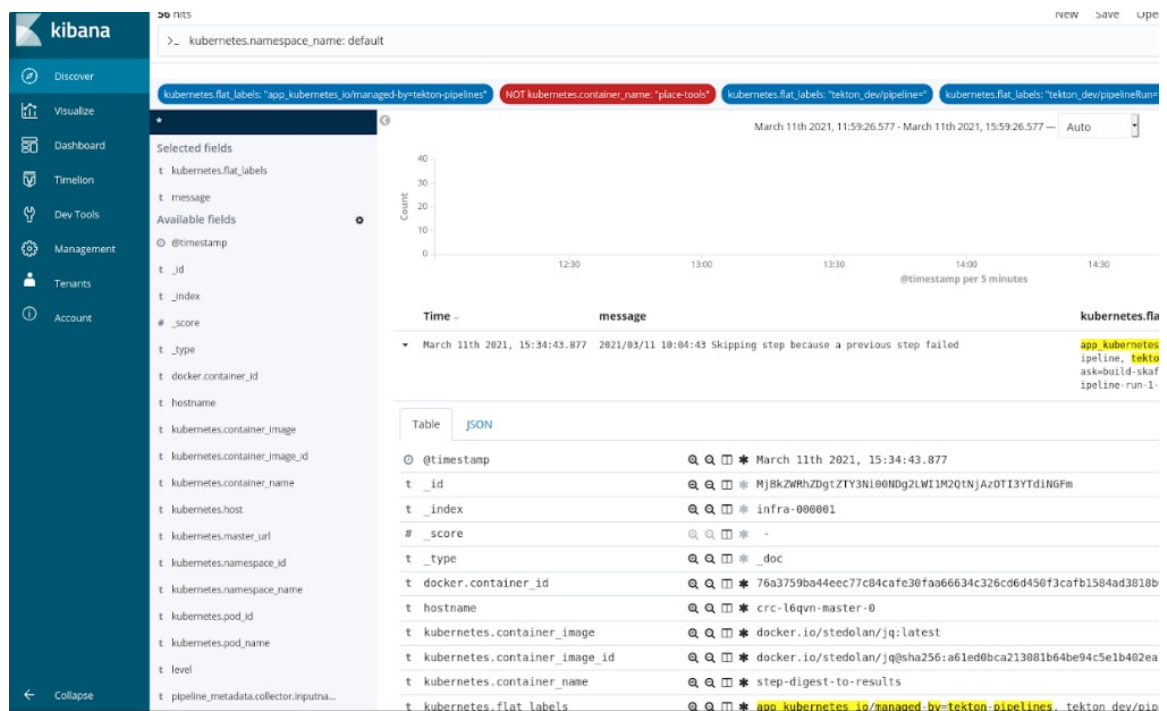 56 hits
New Save Ope
kibana
>_ kubernetes.namespace_name: default
Discover
Visualize
Dashboard
Timelion
Dev Tools
Management
Tenants
Account
Collapse
kubernetes.flat_labels: "app_kubernetes_io/managed-by=tekton-pipelines" NOT kubernetes.container_name: "place-tools" kubernetes.flat_labels: "tekton_dev/pipeline=" kubernetes.flat_labels: "tekton_dev/pipelineRun=
*
Selected fields
t kubernetes.flat_labels
t message
Available fields
@timestamp
t _id
t _index
# _score
t _type
t docker.container_id
t hostname
t kubernetes.container_image
t kubernetes.container_image_id
t kubernetes.container_name
t kubernetes.host
t kubernetes.master_url
t kubernetes.namespace_id
t kubernetes.namespace_name
t kubernetes.pod_id
t kubernetes.pod_name
t level
t pipeline_metadata.collector.inputna...
March 11th 2021, 11:59:26.577 - March 11th 2021, 15:59:26.577 — Auto
Count
40
30
20
10
0
12:30 13:00 13:30 14:00 14:30
@timestamp per 5 minutes
Time message kubernetes.fla
March 11th 2021, 15:34:43.877 2021/03/11 10:04:43 Skipping step because a previous step failed app_kubernetes
ipeline, tekto
ask=build-skaf
ipeline-run-1-
Table JSON
@timestamp March 11th 2021, 15:34:43.877
t _id MjBkZWRhZDgtZTY3Ni00NDg2LWI1M2QtNjAzOTI3YTdiNGFm
t _index infra-000001
# _score -
t _type _doc
t docker.container_id 76a3759ba44eec77c84cafe30faa66634c326cd6d450f3cafb1584ad3818b
t hostname crc-l6qvn-master-0
t kubernetes.container_image docker.io/stedolan/jq:latest
t kubernetes.container_image_id docker.io/stedolan/jq@sha256:a61ed0bca213081b64be94c5e1b402ea
t kubernetes.container_name step-digest-to-results
t kubernetes.flat_labels app_kubernetes_io/managed-by=tekton-pipelines, tekton_dev/pip